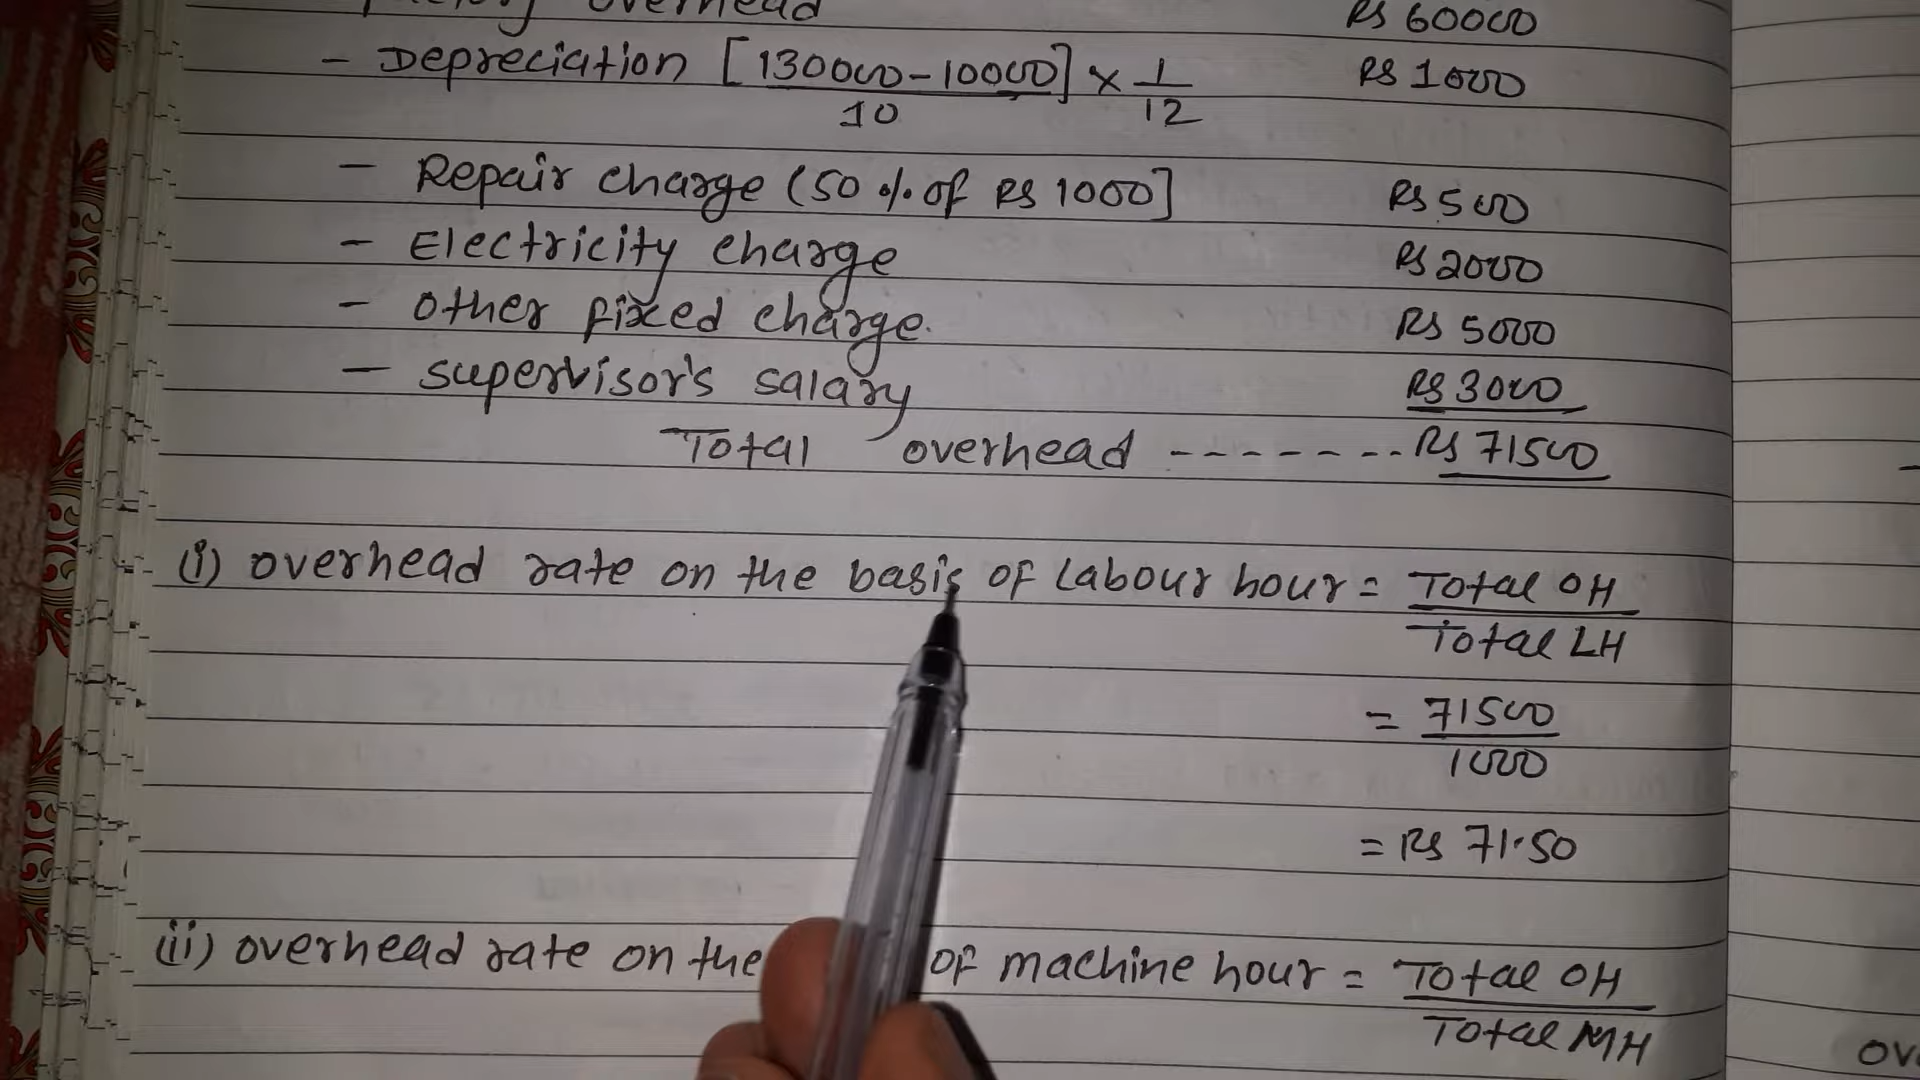 overhead Rs 60000
- Depreciation [130000-10000] × 1 Rs 1000
10 12
- Repair charge (50 % of Rs 1000] Rs 500
- Electricity charge Rs 2000
- other fixed charge. Rs 5000
- supervisor's salary Rs 3000
Total overhead -------- Rs 71500
(i) overhead rate on the basis of Labour hour = Total OH
Total LH
= 71500
1000
= Rs 71.50
(ii) overhead rate on the of machine hour = Total OH
Total MH